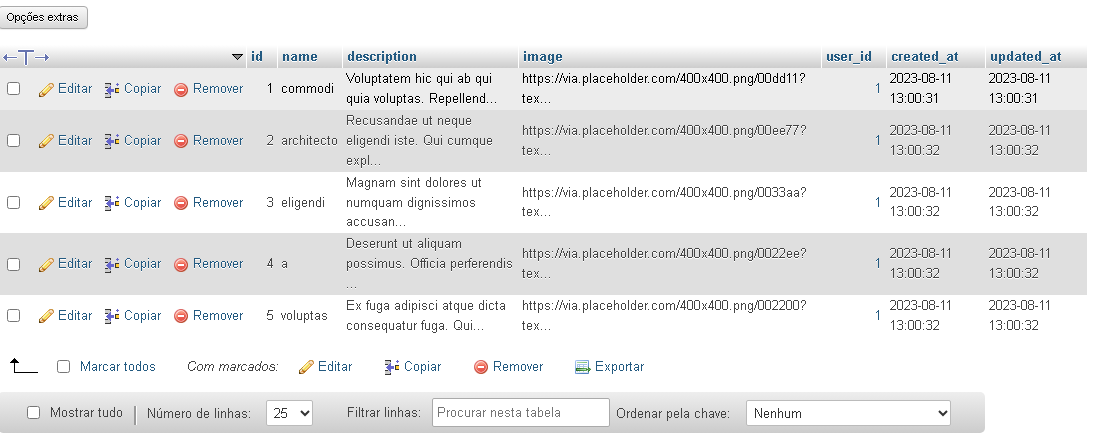 Opções extras
←T→ id name description image user_id created_at updated_at
Editar Copiar Remover 1 commodi Voluptatem hic qui ab qui quia voluptas. Repellend... https://via.placeholder.com/400x400.png/00dd11?tex... 1 2023-08-11 13:00:31 2023-08-11 13:00:31
Editar Copiar Remover 2 architecto Recusandae ut neque eligendi iste. Qui cumque expl... https://via.placeholder.com/400x400.png/00ee77?tex... 1 2023-08-11 13:00:32 2023-08-11 13:00:32
Editar Copiar Remover 3 eligendi Magnam sint dolores ut numquam dignissimos accusan... https://via.placeholder.com/400x400.png/0033aa?tex... 1 2023-08-11 13:00:32 2023-08-11 13:00:32
Editar Copiar Remover 4 a Deserunt ut aliquam possimus. Officia perferendis ... https://via.placeholder.com/400x400.png/0022ee?tex... 1 2023-08-11 13:00:32 2023-08-11 13:00:32
Editar Copiar Remover 5 voluptas Ex fuga adipisci atque dicta consequatur fuga. Qui... https://via.placeholder.com/400x400.png/002200?tex... 1 2023-08-11 13:00:32 2023-08-11 13:00:32
Marcar todos Com marcados: Editar Copiar Remover Exportar
Mostrar tudo | Número de linhas: 25 Filtrar linhas: Procurar nesta tabela Ordenar pela chave: Nenhum